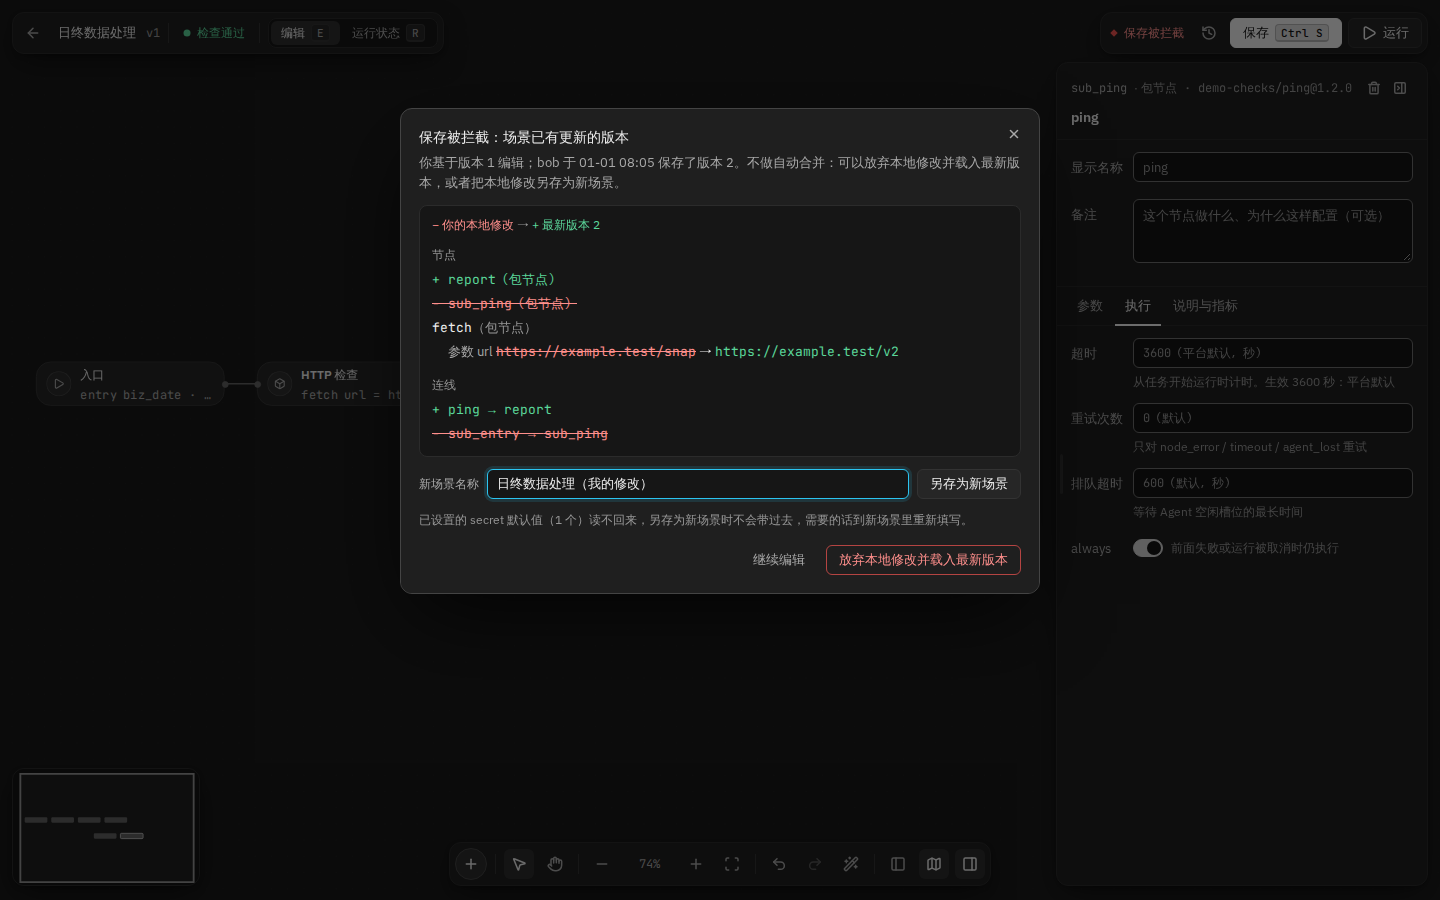 日终数据处理 v1 检查通过 编辑 E 运行状态 R 保存被拦截 保存 Ctrl S 运行
sub_ping · 包节点 · demo-checks/ping@1.2.0
ping
显示名称 ping
备注 这个节点做什么、为什么这样配置（可选）
参数 执行 说明与指标
超时 3600 (平台默认, 秒)
从任务开始运行时计时。生效 3600 秒：平台默认
重试次数 0 (默认)
只对 node_error / timeout / agent_lost 重试
排队超时 600 (默认, 秒)
等待 Agent 空闲槽位的最长时间
always 前面失败或运行被取消时仍执行
保存被拦截：场景已有更新的版本
你基于版本 1 编辑；bob 于 01-01 08:05 保存了版本 2。不做自动合并：可以放弃本地修改并载入最新版
本，或者把本地修改另存为新场景。
− 你的本地修改 → + 最新版本 2
节点
+ report (包节点)
- sub_ping (包节点)
fetch（包节点）
参数 url https://example.test/snap → https://example.test/v2
连线
+ ping → report
- sub_entry → sub_ping
新场景名称 日终数据处理（我的修改） 另存为新场景
已设置的 secret 默认值（1 个）读不回来，另存为新场景时不会带过去，需要的话到新场景里重新填写。
继续编辑 放弃本地修改并载入最新版本
入口
entry biz_date · …
HTTP 检查
fetch url = ht
74%